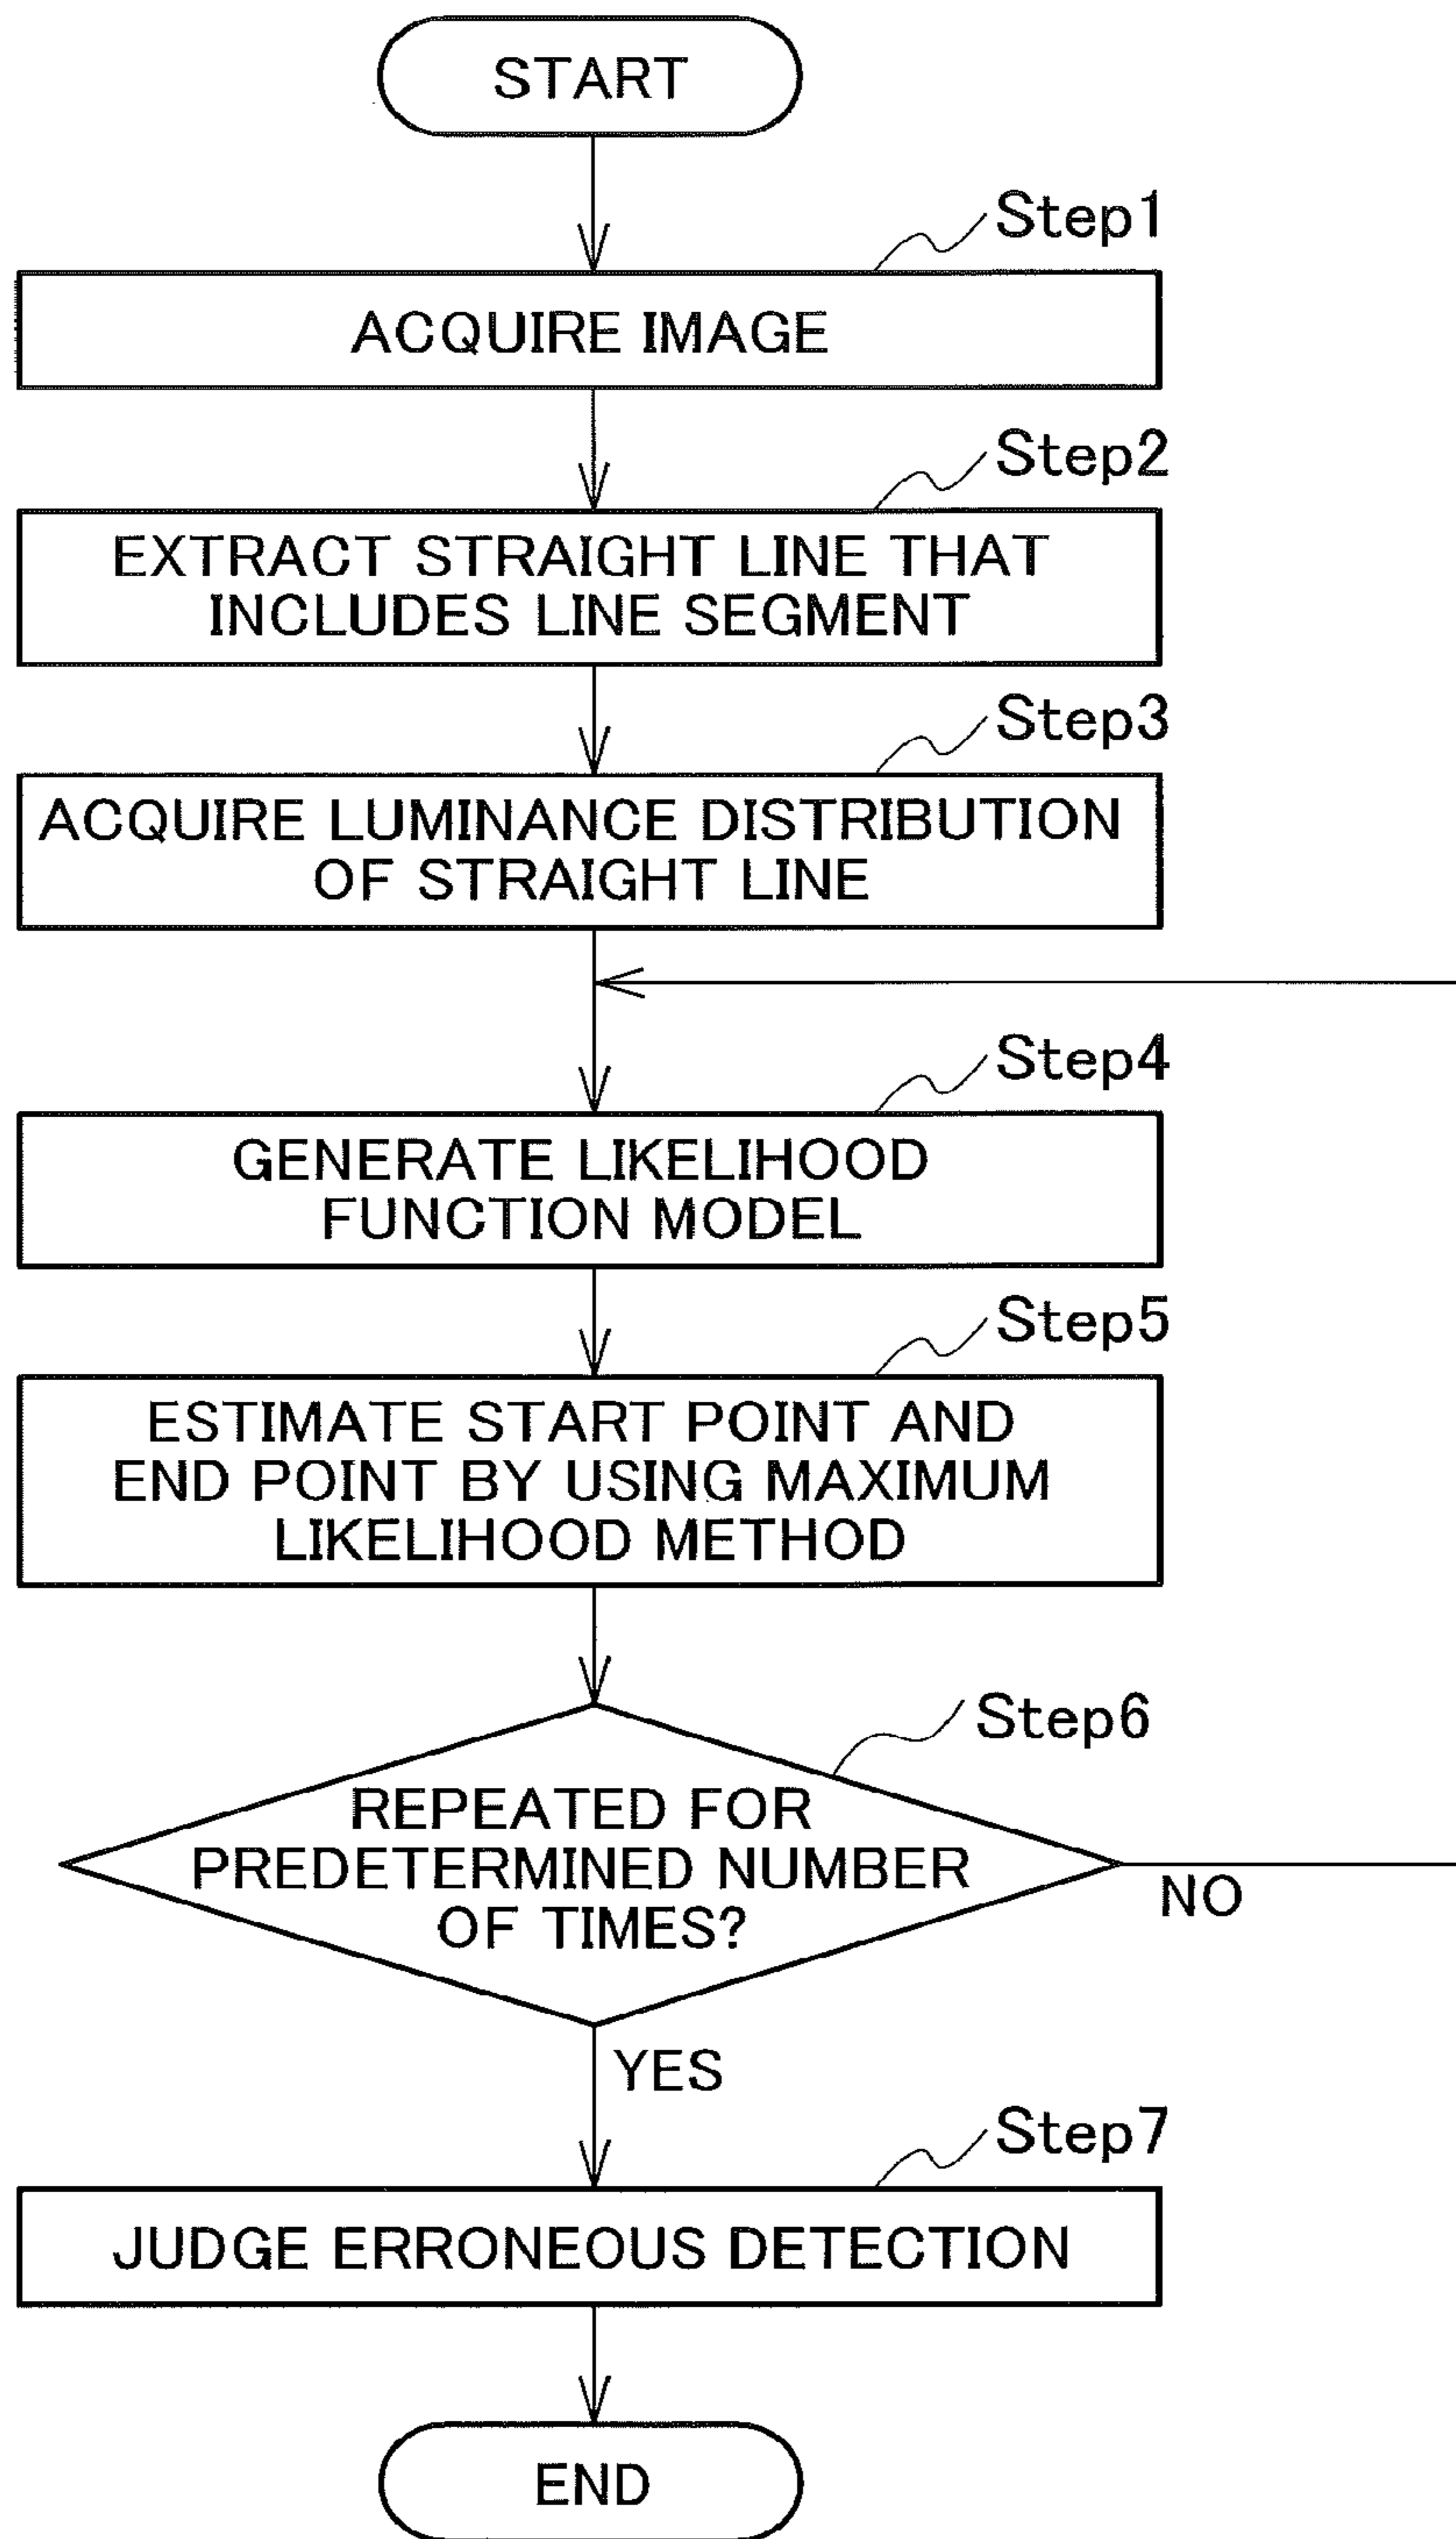 START
Step1
ACQUIRE IMAGE
Step2
EXTRACT STRAIGHT LINE THAT
INCLUDES LINE SEGMENT
Step3
ACQUIRE LUMINANCE DISTRIBUTION
OF STRAIGHT LINE
Step4
GENERATE LIKELIHOOD
FUNCTION MODEL
Step5
ESTIMATE START POINT AND
END POINT BY USING MAXIMUM
LIKELIHOOD METHOD
Step6
REPEATED FOR
PREDETERMINED NUMBER
OF TIMES?
NO
YES
Step7
JUDGE ERRONEOUS DETECTION
END